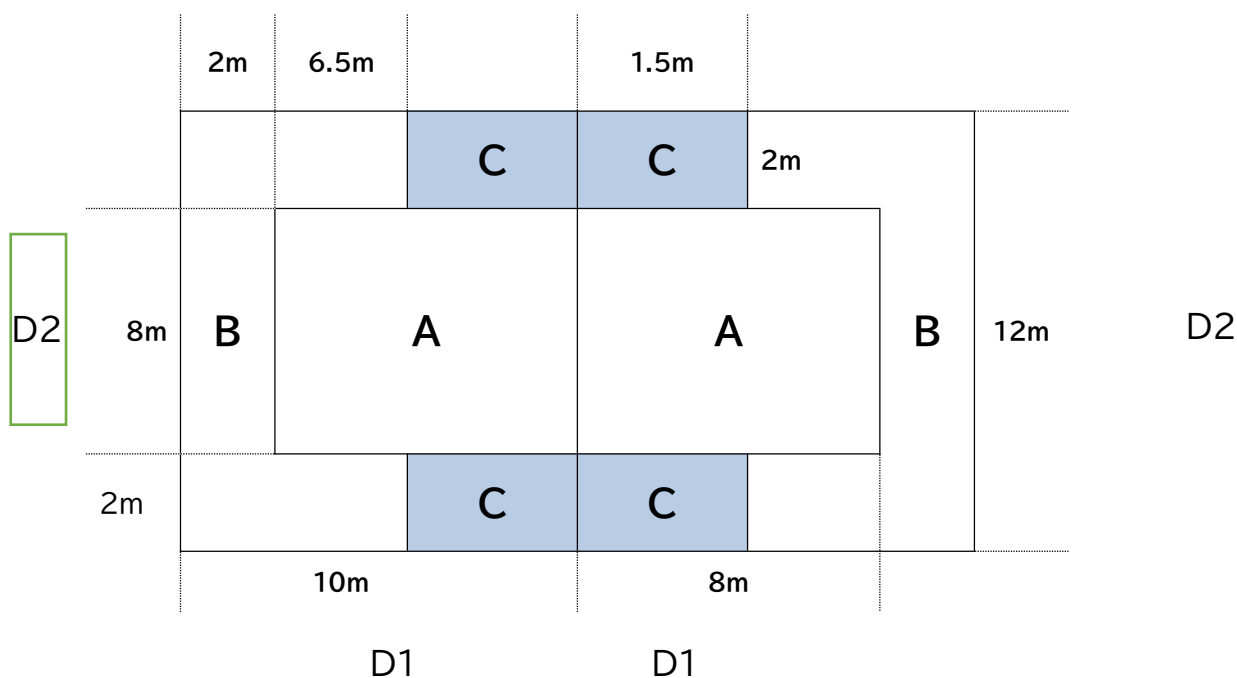 2m 6.5m 1.5m
C C 2m
D2 8m B A A B 12m D2
2m C C
10m 8m
D1 D1